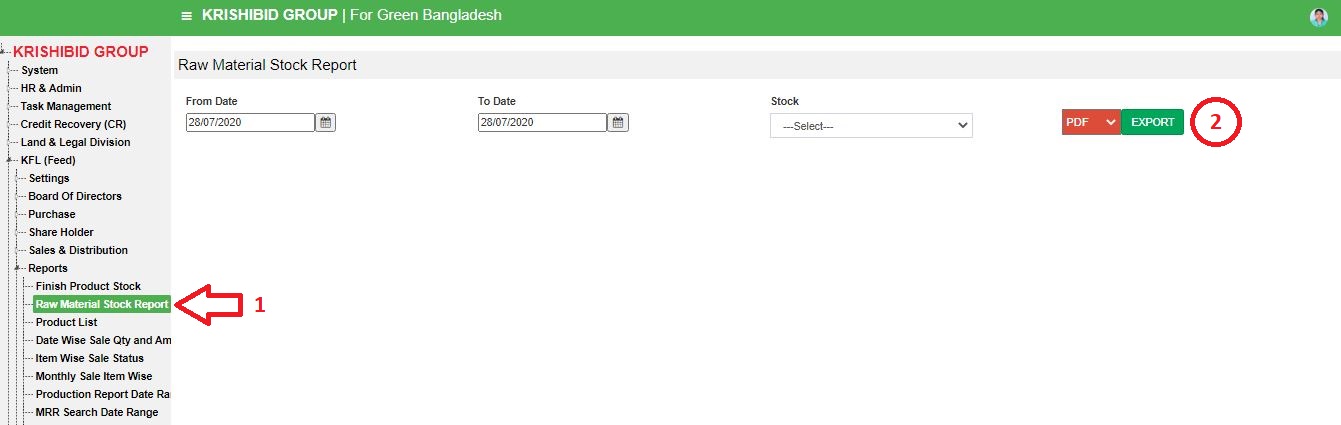 KRISHIBID GROUP | For Green Bangladesh
KRISHIBID GROUP
System
HR & Admin
Task Management
Credit Recovery (CR)
Land & Legal Division
KFL (Feed)
Settings
Board Of Directors
Purchase
Share Holder
Sales & Distribution
Reports
Finish Product Stock
Raw Material Stock Report
Product List
Date Wise Sale Qty and Am
Item Wise Sale Status
Monthly Sale Item Wise
Production Report Date Ra
MRR Search Date Range
1
Raw Material Stock Report
From Date
28/07/2020
To Date
28/07/2020
Stock
---Select---
PDF
EXPORT
2